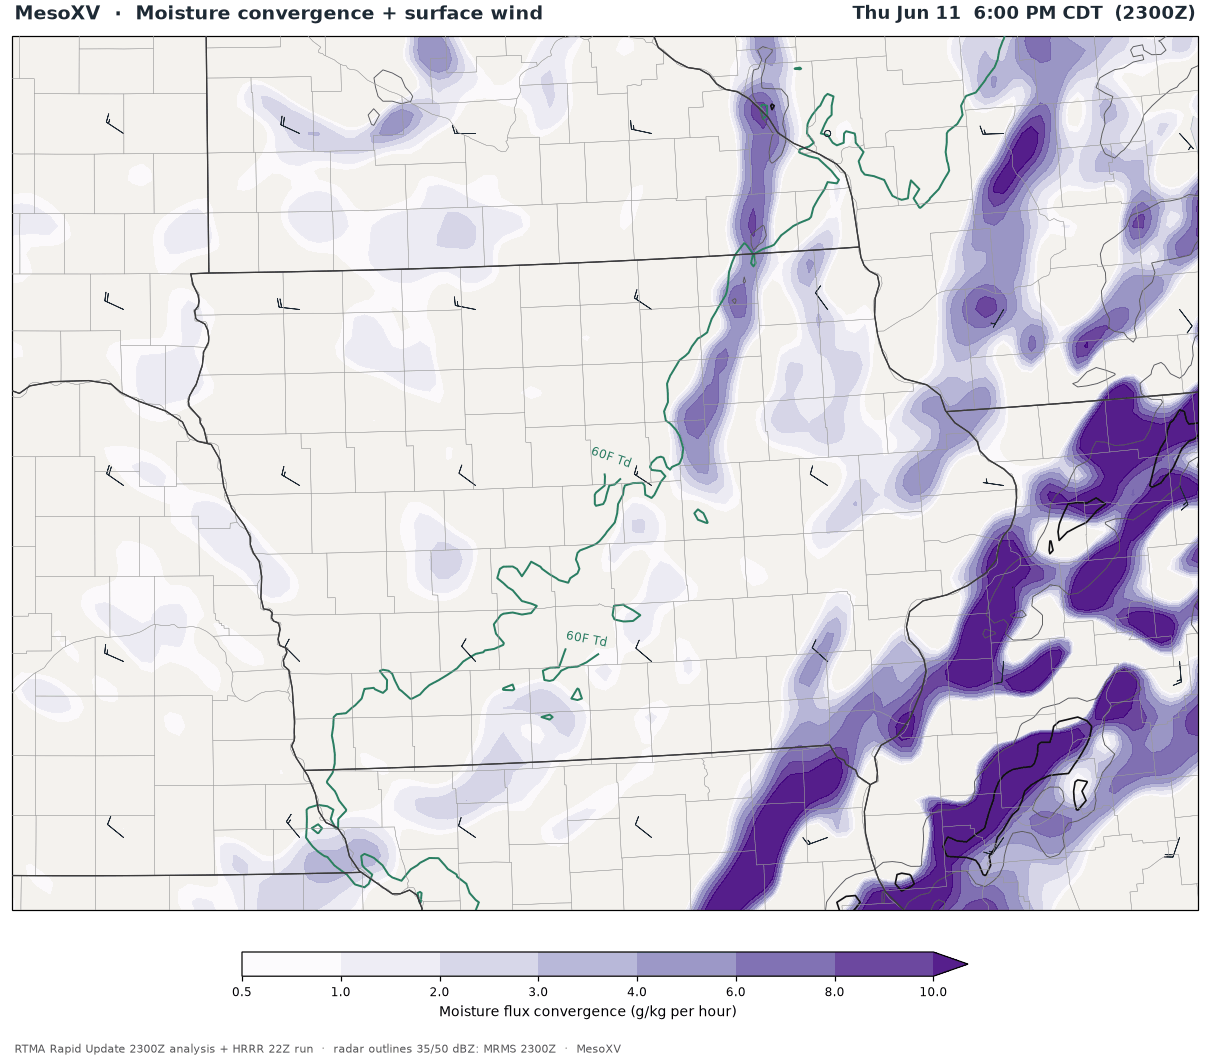 MesoXV · Moisture convergence + surface wind
Thu Jun 11 6:00 PM CDT (2300Z)
60F Td
60F Td
0.5 1.0 2.0 3.0 4.0 6.0 8.0 10.0
Moisture flux convergence (g/kg per hour)
RTMA Rapid Update 2300Z analysis + HRRR 22Z run · radar outlines 35/50 dBZ: MRMS 2300Z · MesoXV